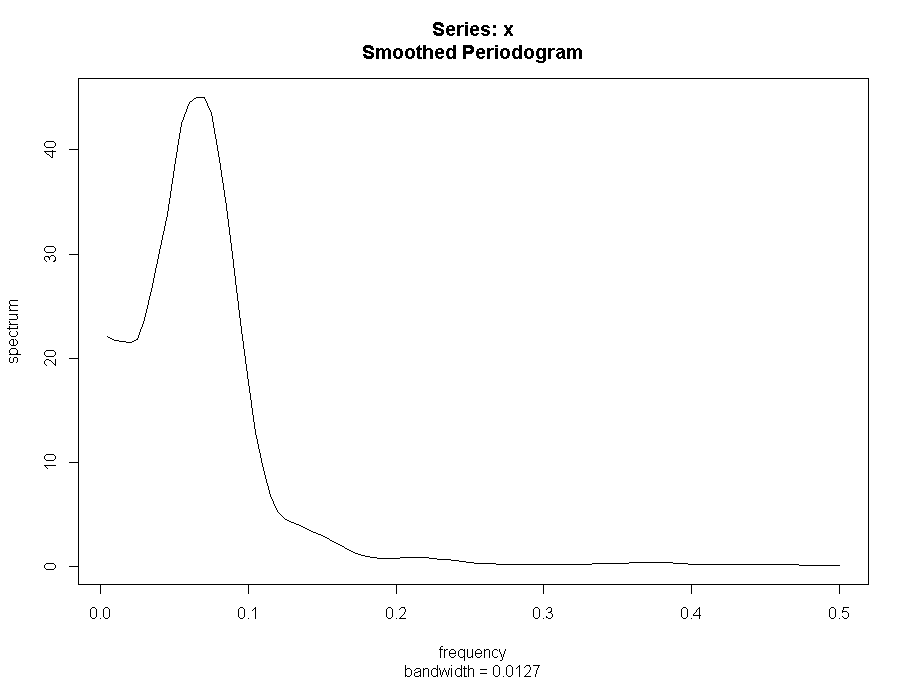 Series: x
Smoothed Periodogram
spectrum
40
30
20
10
0
0.0 0.1 0.2 0.3 0.4 0.5
frequency
bandwidth = 0.0127